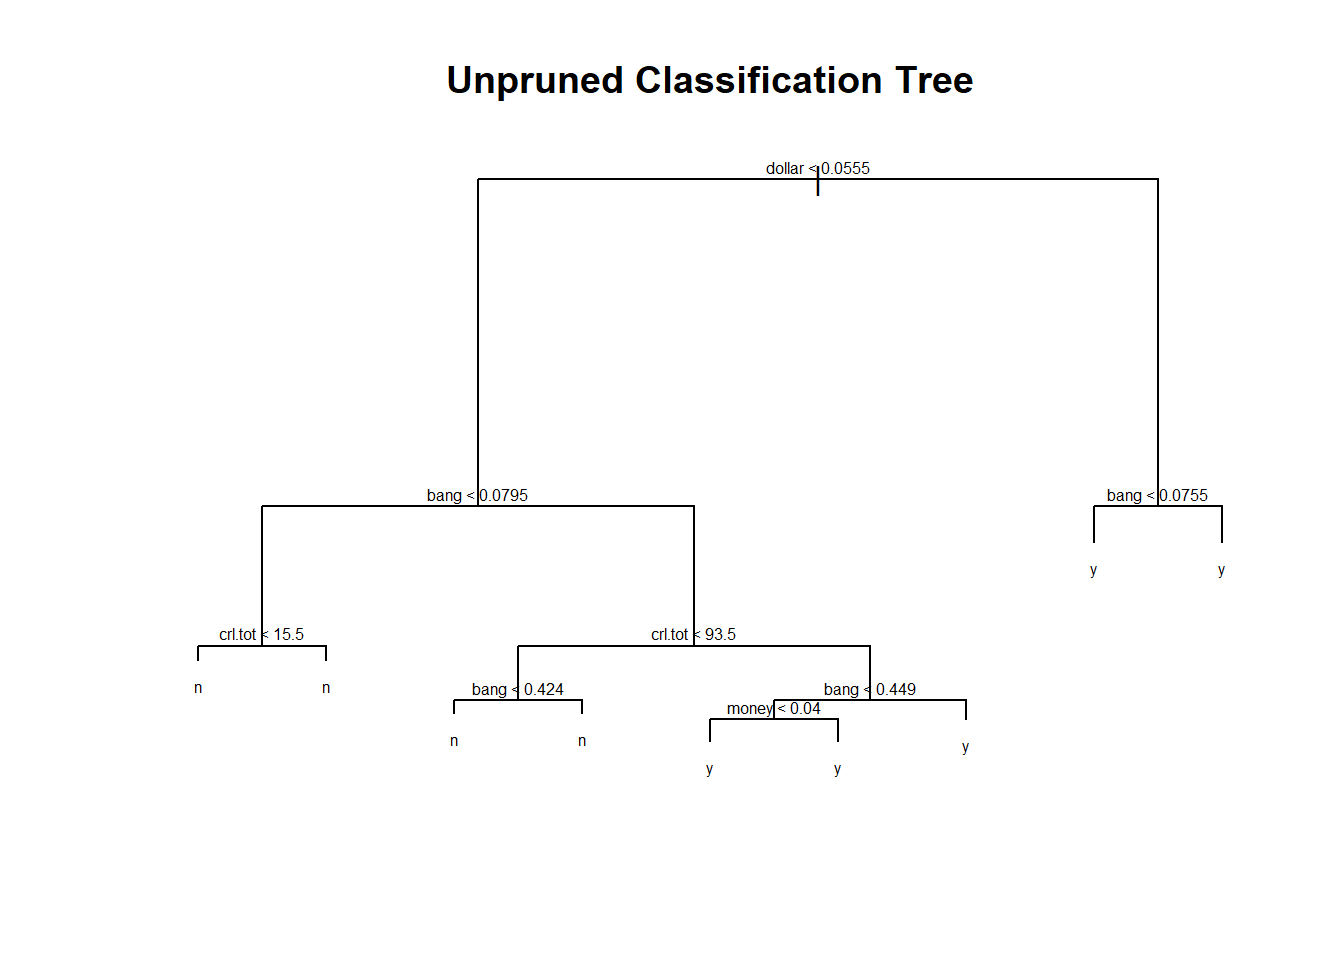 Unpruned Classification Tree
dollar < 0.0555
bang < 0.0795
bang < 0.0755
y
y
crl.tot < 15.5
crl.tot < 93.5
n
n
bang < 0.424
bang < 0.449
money < 0.04
n
n
y
y
y